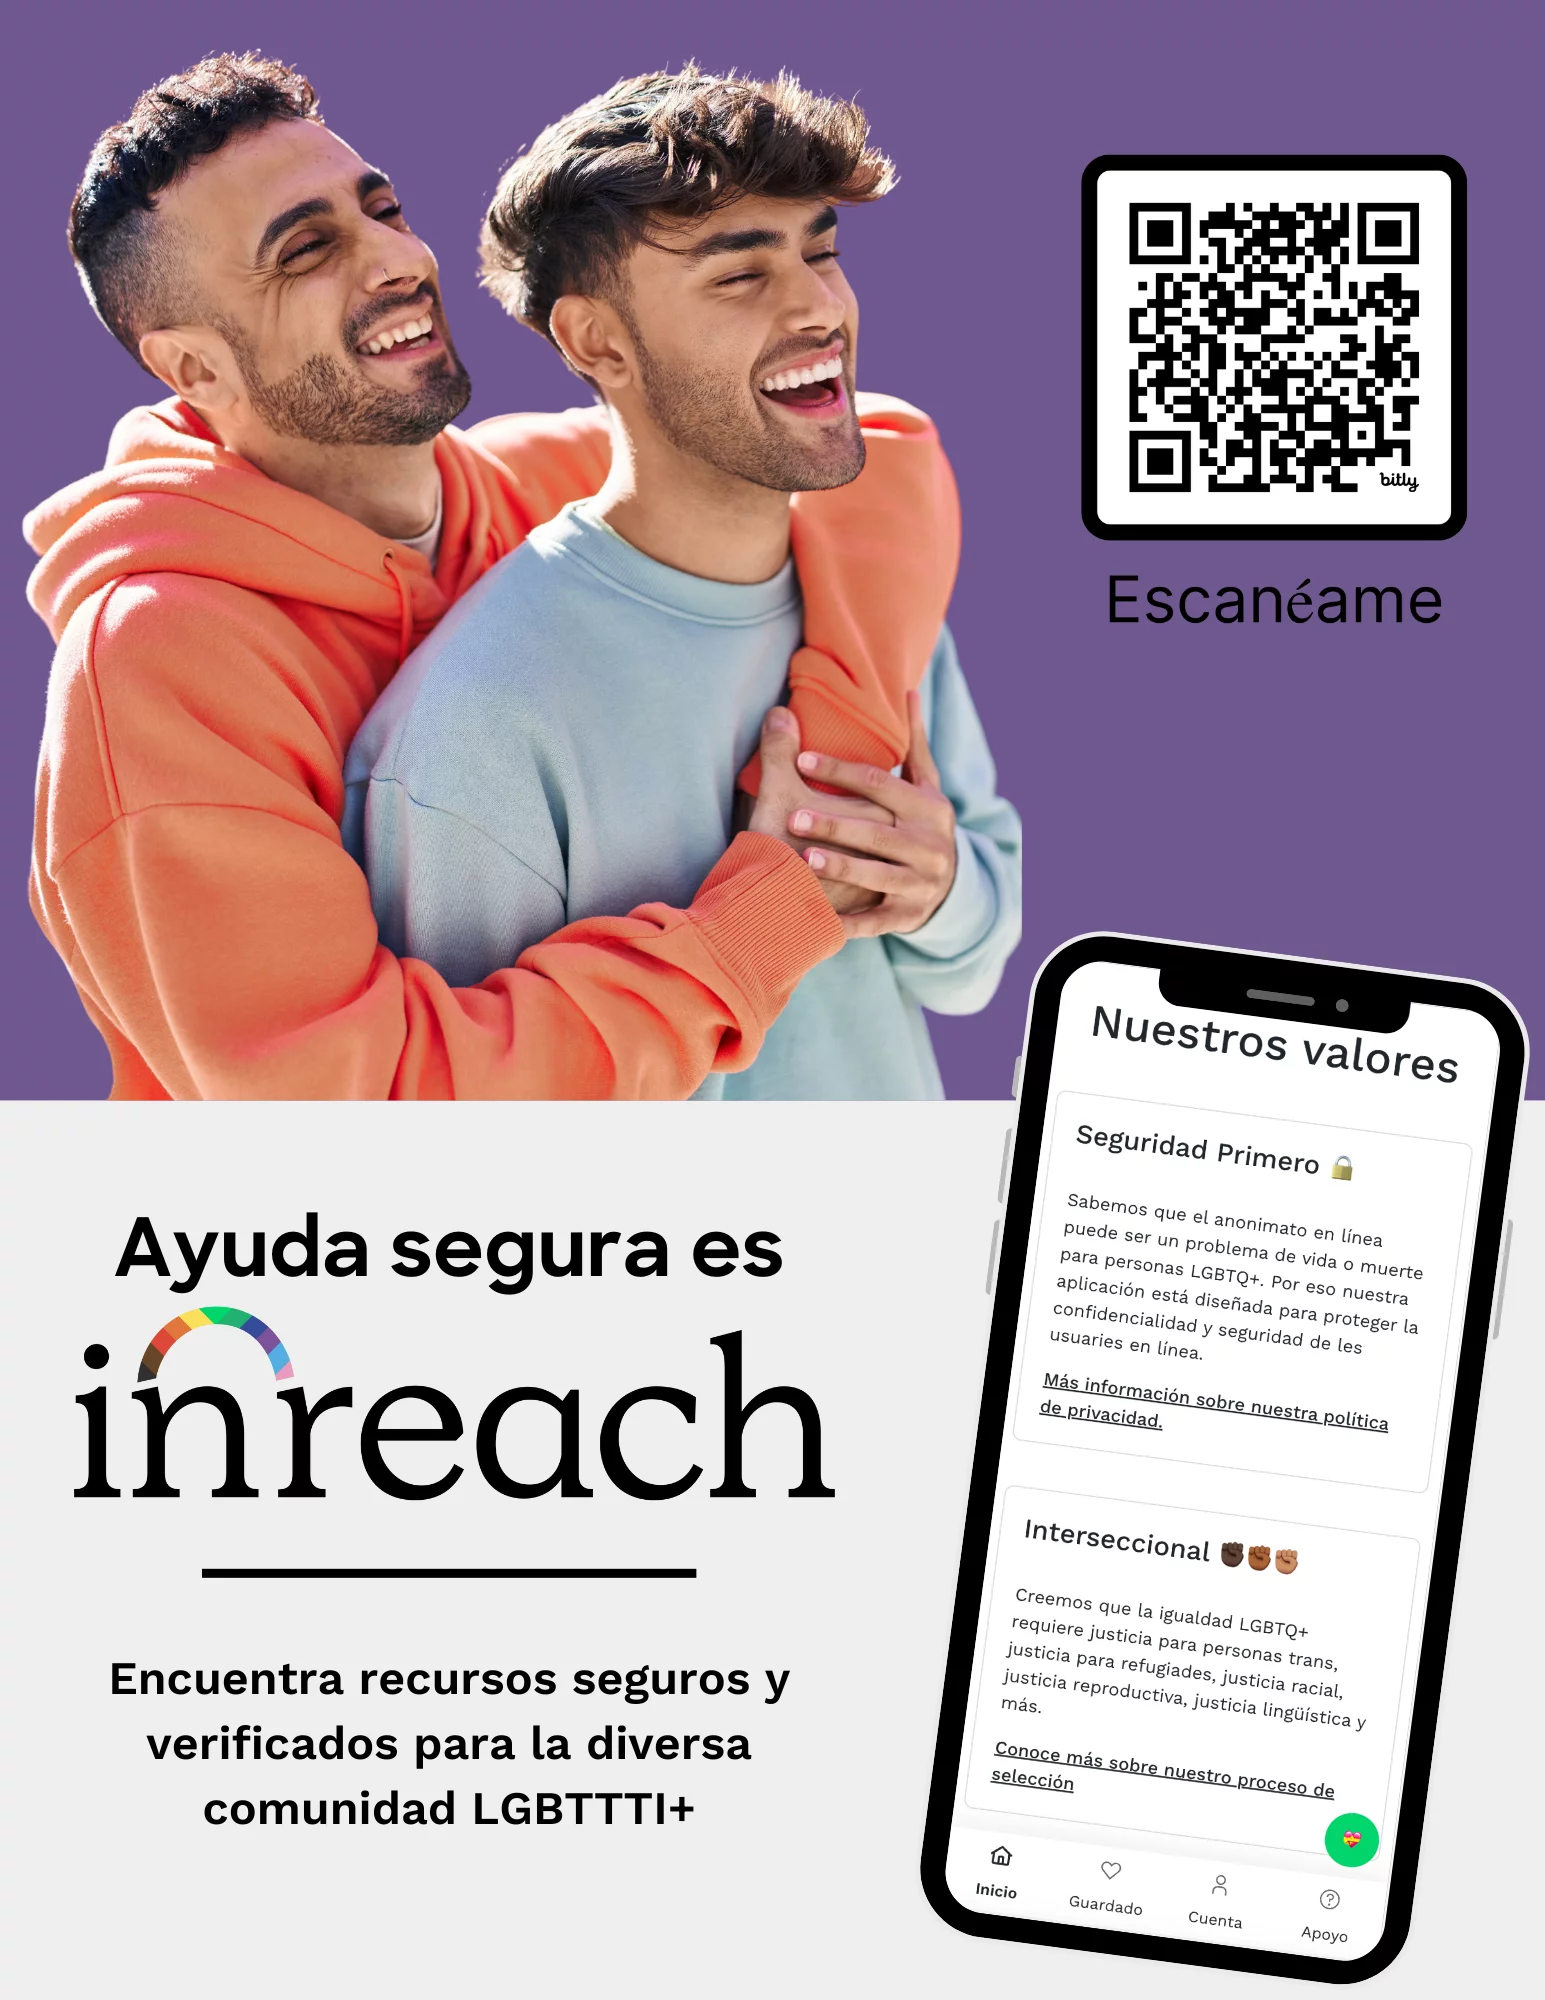 bitly
Escanéame
Nuestros valores
Seguridad Primero
Sabemos que el anonimato en línea
puede ser un problema de vida o muerte
para personas LGBTQ+. Por eso nuestra
aplicación está diseñada para proteger la
confidencialidad y seguridad de les
usuaries en línea.
Más información sobre nuestra política
de privacidad.
Interseccional
Creemos que la igualdad LGBTQ+
requiere justicia para personas trans,
justicia para refugiades, justicia racial,
justicia reproductiva, justicia lingüística y
más.
Conoce más sobre nuestro proceso de
selección
Inicio
Guardado
Cuenta
Apoyo
Ayuda segura es
inreach
Encuentra recursos seguros y
verificados para la diversa
comunidad LGBTTTI+